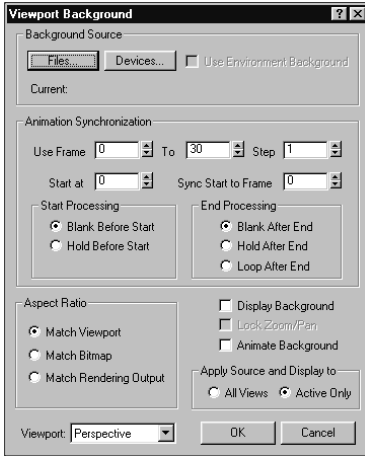 Viewport Background
Background Source
Files... Devices... Use Environment Background
Current:
Animation Synchronization
Use Frame 0 To 30 Step 1
Start at 0 Sync Start to Frame 0
Start Processing
Blank Before Start
Hold Before Start
End Processing
Blank After End
Hold After End
Loop After End
Aspect Ratio
Match Viewport
Match Bitmap
Match Rendering Output
Display Background
Lock Zoom/Pan
Animate Background
Apply Source and Display to
All Views Active Only
Viewport: Perspective OK Cancel